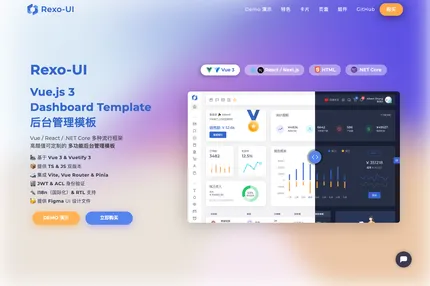 Rexo-UI
Demo 演示
特色
卡片
页面
邮件
GitHub
购买
Rexo-UI
Vue 3
React / Next.js
HTML
.NET Core
Vue.js 3
Dashboard Template
后台管理模板
Vue / React / .NET Core 多种流行框架
高颜值可定制的 多功能后台管理模板
基于 Vue 3 & Vuetify 3
提供 TS & JS 双版本
集成 Vite, Vue Router & Pinia
JWT & ACL 身份验证
i18n（国际化）& RTL 支持
提供 Figma UI 设计文件
DEMO 演示
立即购买